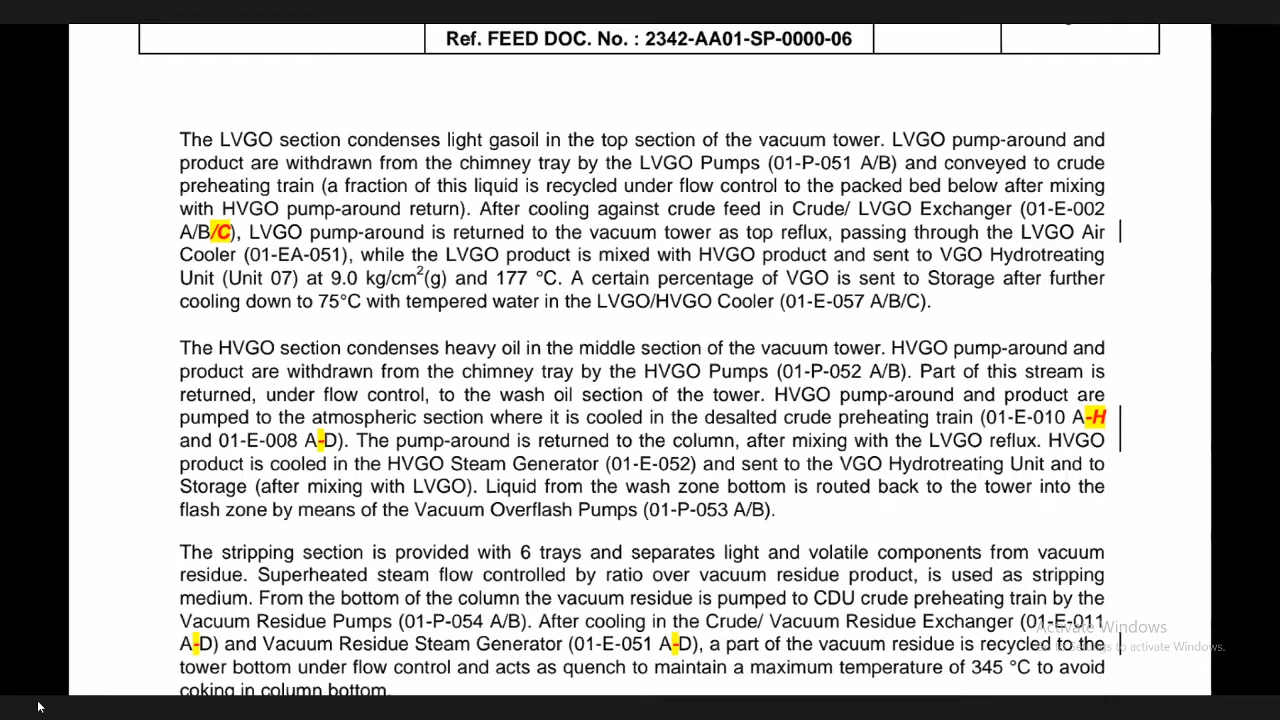 Ref. FEED DOC. No. : 2342-AA01-SP-0000-06
The LVGO section condenses light gasoil in the top section of the vacuum tower. LVGO pump-around and
product are withdrawn from the chimney tray by the LVGO Pumps (01-P-051 A/B) and conveyed to crude
preheating train (a fraction of this liquid is recycled under flow control to the packed bed below after mixing
with HVGO pump-around return). After cooling against crude feed in Crude/ LVGO Exchanger (01-E-002
A/B/C), LVGO pump-around is returned to the vacuum tower as top reflux, passing through the LVGO Air
Cooler (01-EA-051), while the LVGO product is mixed with HVGO product and sent to VGO Hydrotreating
Unit (Unit 07) at 9.0 kg/cm²(g) and 177 °C. A certain percentage of VGO is sent to Storage after further
cooling down to 75°C with tempered water in the LVGO/HVGO Cooler (01-E-057 A/B/C).
The HVGO section condenses heavy oil in the middle section of the vacuum tower. HVGO pump-around and
product are withdrawn from the chimney tray by the HVGO Pumps (01-P-052 A/B). Part of this stream is
returned, under flow control, to the wash oil section of the tower. HVGO pump-around and product are
pumped to the atmospheric section where it is cooled in the desalted crude preheating train (01-E-010 A-H
and 01-E-008 A-D). The pump-around is returned to the column, after mixing with the LVGO reflux. HVGO
product is cooled in the HVGO Steam Generator (01-E-052) and sent to the VGO Hydrotreating Unit and to
Storage (after mixing with LVGO). Liquid from the wash zone bottom is routed back to the tower into the
flash zone by means of the Vacuum Overflash Pumps (01-P-053 A/B).
The stripping section is provided with 6 trays and separates light and volatile components from vacuum
residue. Superheated steam flow controlled by ratio over vacuum residue product, is used as stripping
medium. From the bottom of the column the vacuum residue is pumped to CDU crude preheating train by the
Vacuum Residue Pumps (01-P-054 A/B). After cooling in the Crude/ Vacuum Residue Exchanger (01-E-011
A-D) and Vacuum Residue Steam Generator (01-E-051 A-D), a part of the vacuum residue is recycled to the
tower bottom under flow control and acts as quench to maintain a maximum temperature of 345 °C to avoid
coking in column bottom.
Activate Windows
Go to Settings to activate Windows.